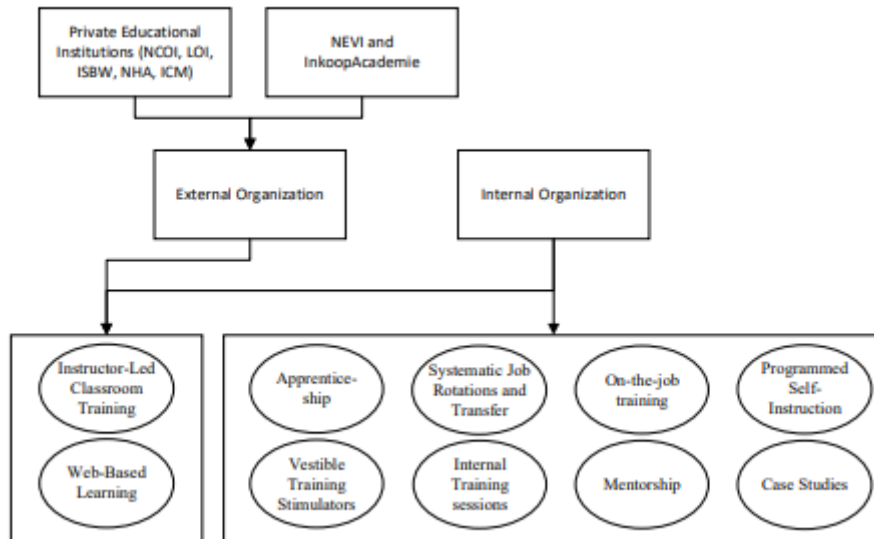 Private Educational
Institutions (NCOI, LOI,
ISBW, NHA, ICM)
NEVI and
InkoopAcademie
External Organization
Internal Organization
Instructor-Led
Classroom
Training
Apprentice-
ship
Systematic Job
Rotations and
Transfer
On-the-job
training
Programmed
Self-
Instruction
Web-Based
Learning
Vestible
Training
Stimulators
Internal
Training
sessions
Mentorship
Case Studies